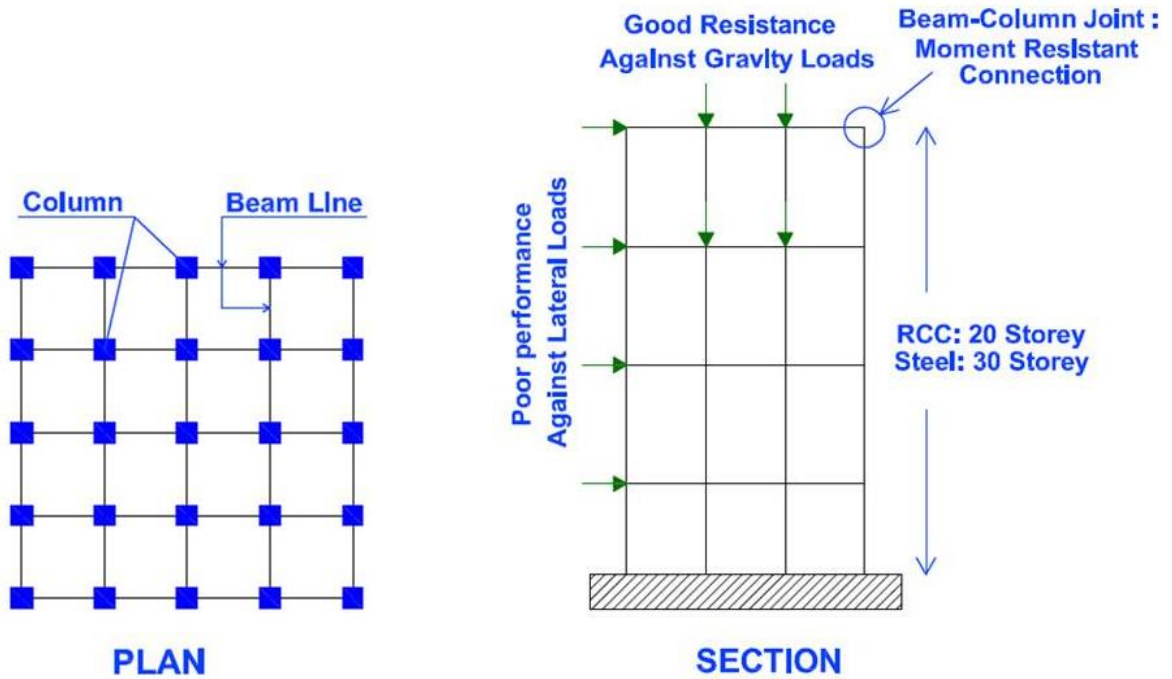 Good Resistance
Against Gravity Loads
Beam-Column Joint :
Moment Resistant
Connection
Column
Beam Line
Poor performance
Against Lateral Loads
RCC: 20 Storey
Steel: 30 Storey
PLAN
SECTION